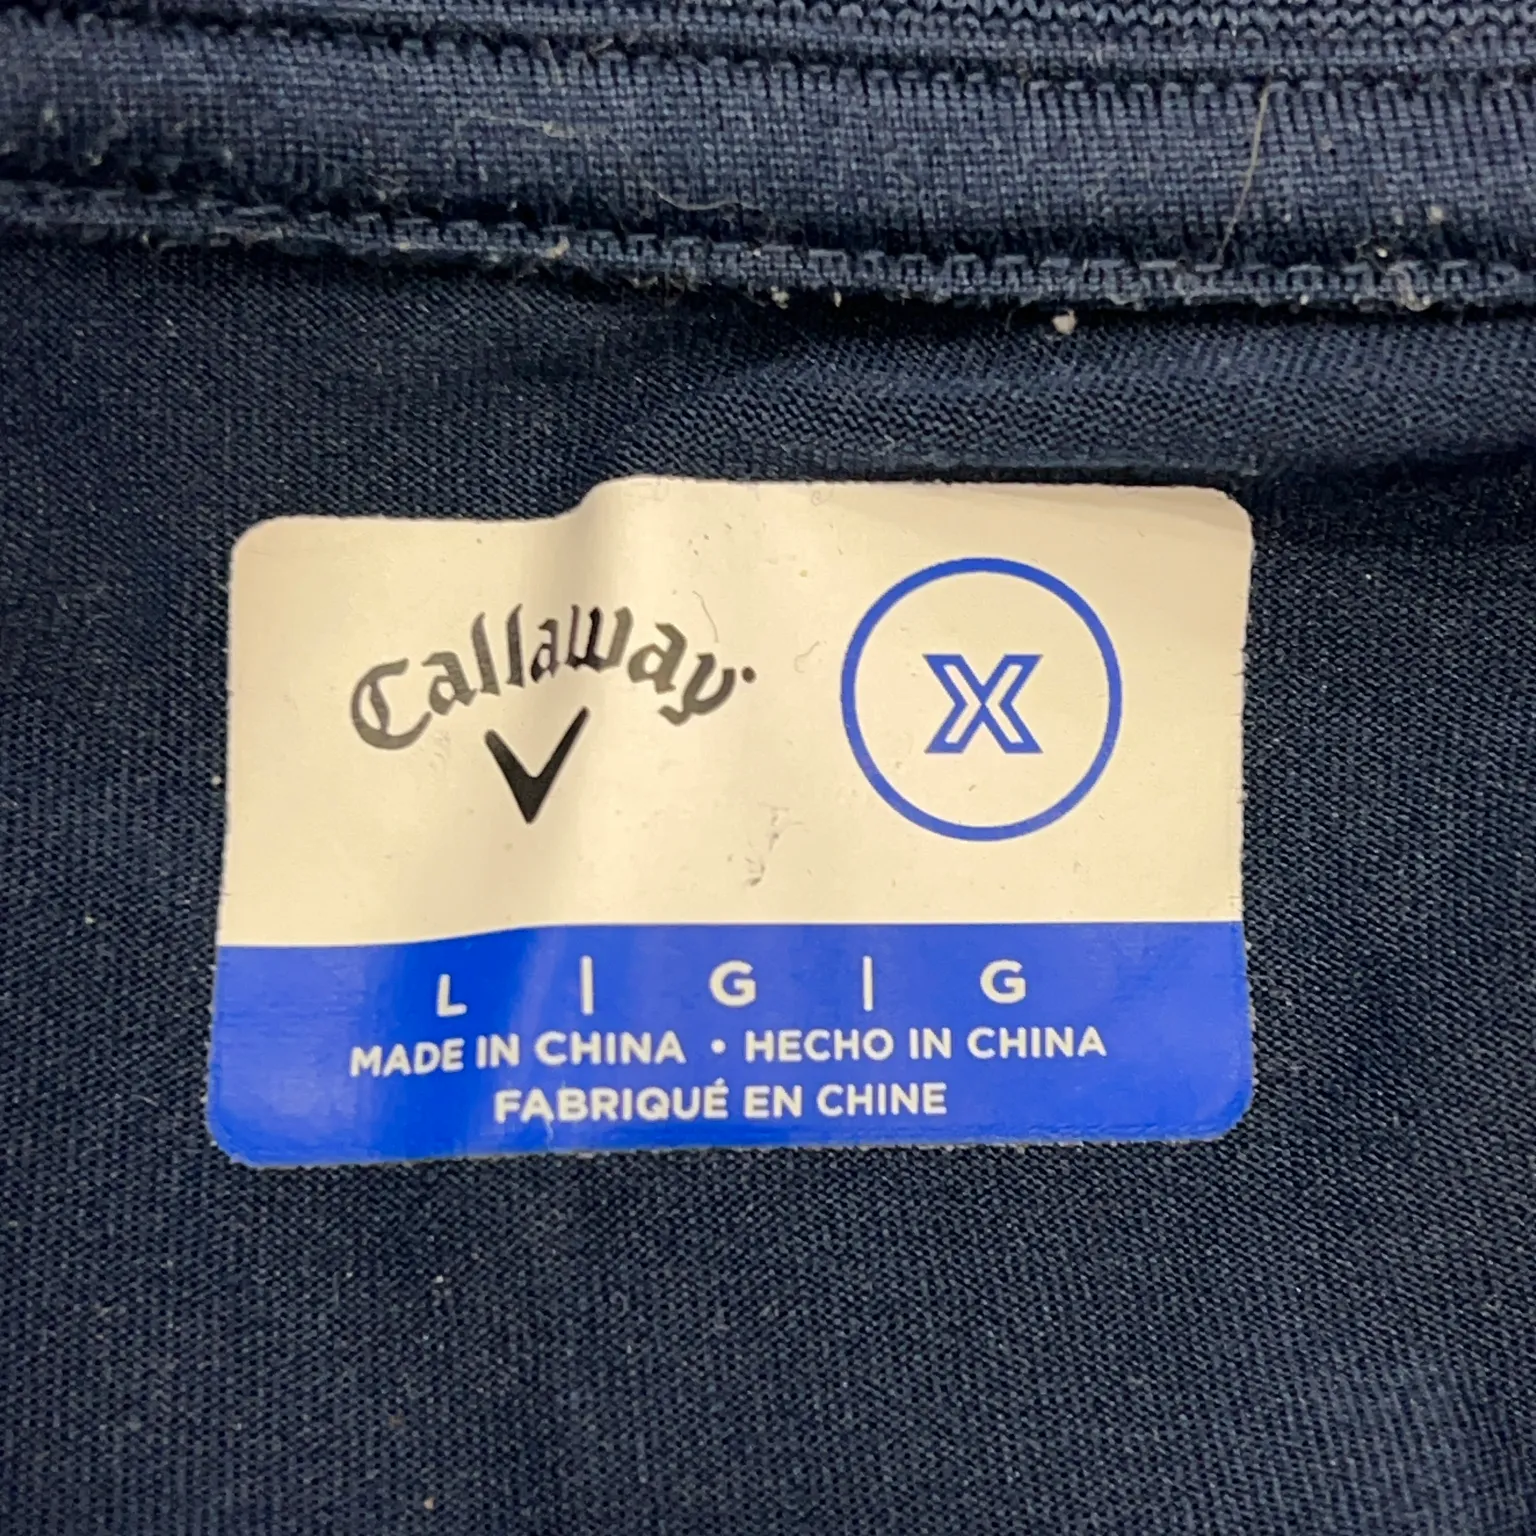 Callaway
X
L | G | G
MADE IN CHINA • HECHO IN CHINA
FABRIQUÉ EN CHINE